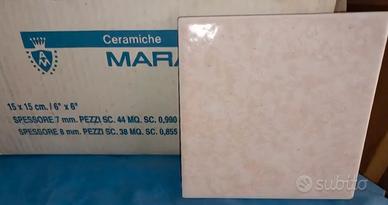 Ceramiche
AM
15 x 15 cm. / 6" x 6"
SPESSORE 7 mm. PEZZI SC. 44 MQ. SC. 0,990
SPESSORE 8 mm. PEZZI SC. 38 MQ. SC. 0,855
subito